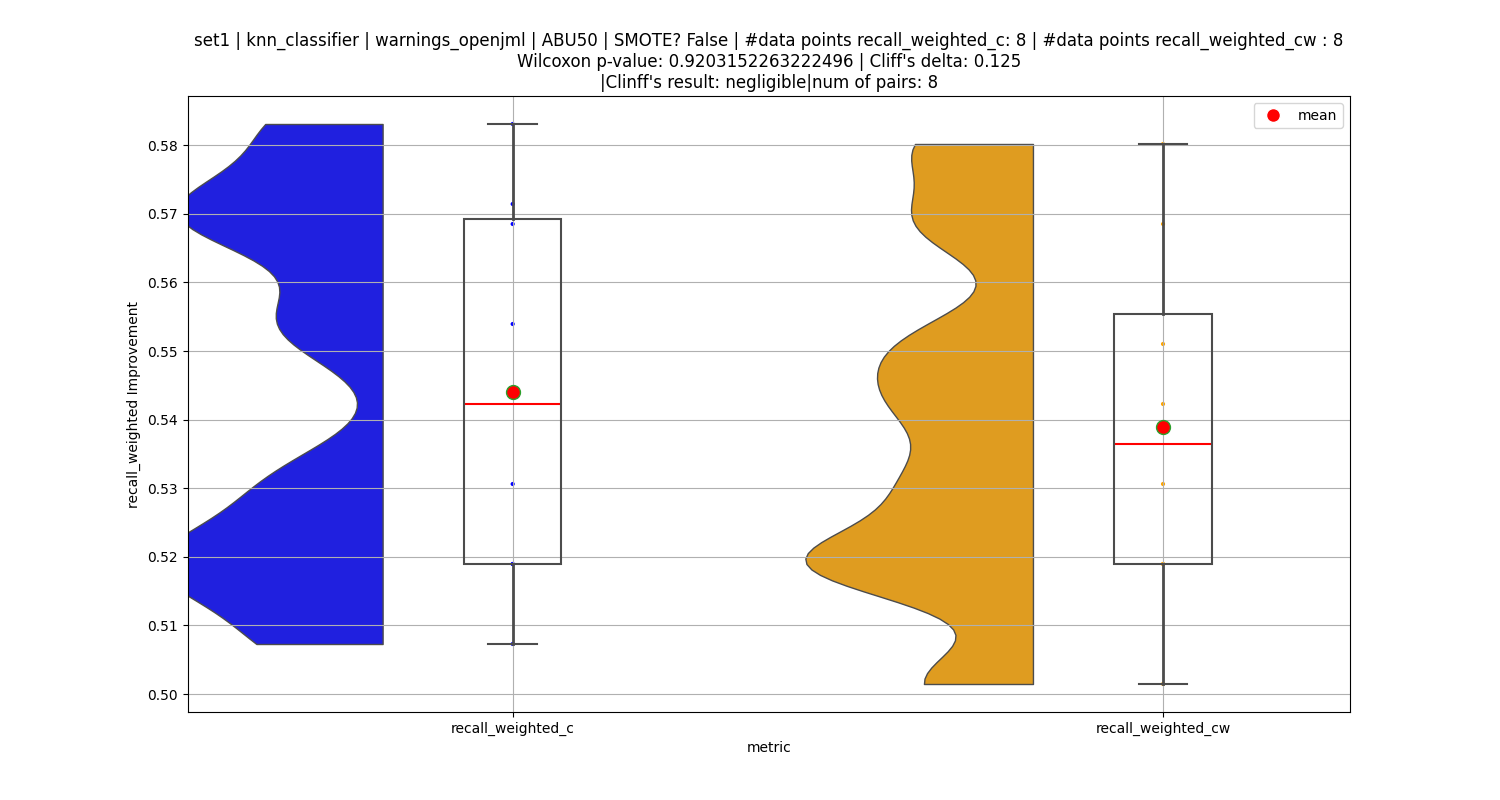 set1 | knn_classifier | warnings_openjml | ABU50 | SMOTE? False | #data points recall_weighted_c: 8 | #data points recall_weighted_cw : 8
Wilcoxon p-value: 0.9203152263222496 | Cliff's delta: 0.125
|Clinff's result: negligible|num of pairs: 8
mean
0.58
0.57
0.56
0.55
0.54
0.53
0.52
0.51
0.50
recall_weighted Improvement
recall_weighted_c
recall_weighted_cw
metric